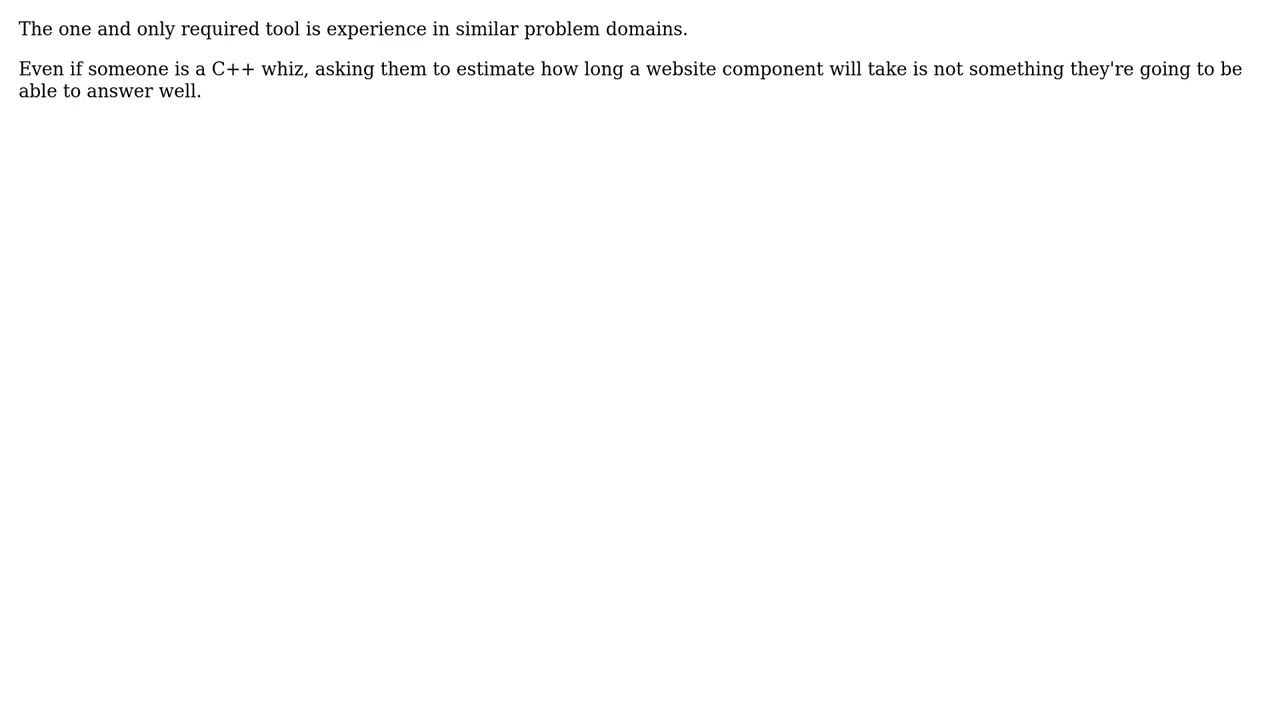 The one and only required tool is experience in similar problem domains.
Even if someone is a C++ whiz, asking them to estimate how long a website component will take is not something they're going to be
able to answer well.